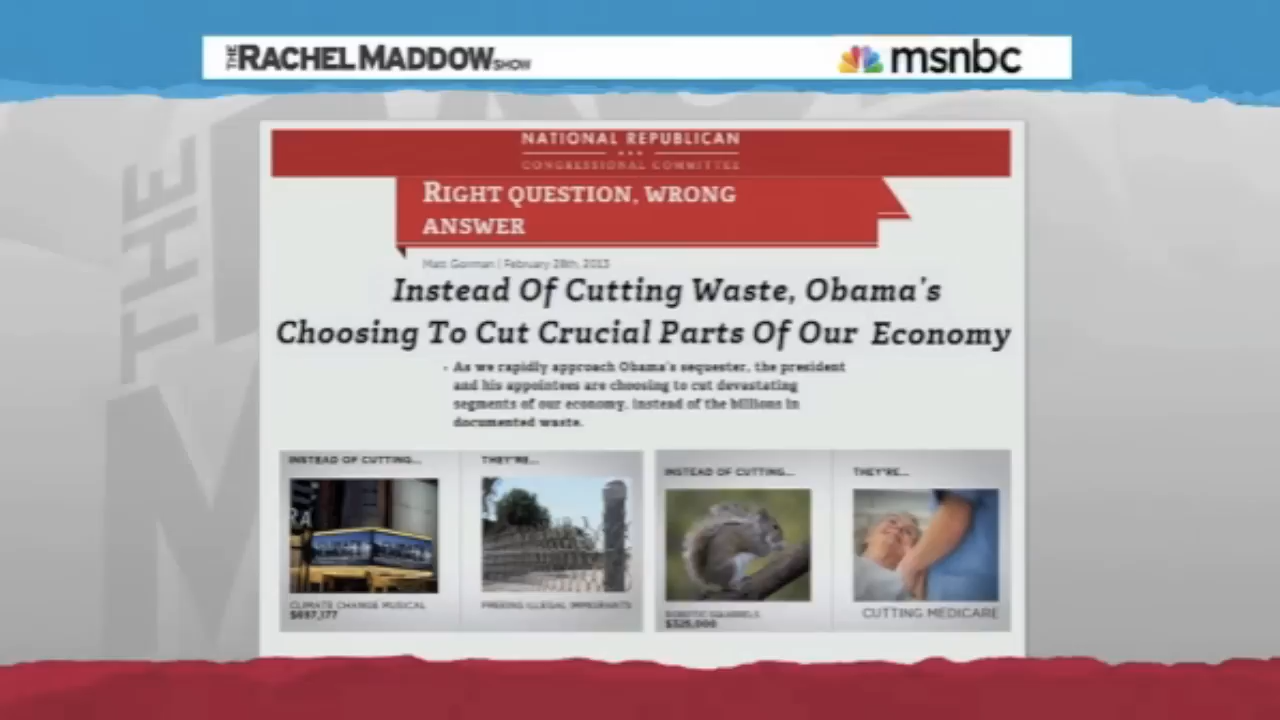 THE RACHEL MADDOW SHOW
msnbc
NATIONAL REPUBLICAN
CONGRESSIONAL COMMITTEE
RIGHT QUESTION, WRONG
ANSWER
Matt Gorman | February 28th, 2013
Instead Of Cutting Waste, Obama's
Choosing To Cut Crucial Parts Of Our Economy
· As we rapidly approach Obama's sequester, the president
and his appointees are choosing to cut devastating
segments of our economy, instead of the billions in
documented waste.
INSTEAD OF CUTTING...
THEY'RE...
INSTEAD OF CUTTING...
THEY'RE...
RA
CLIMATE CHANGE MUSICAL
$697,177
FREEING ILLEGAL IMMIGRANTS
ROBOTIC SQUIRRELS
$325,000
CUTTING MEDICARE
THE
M